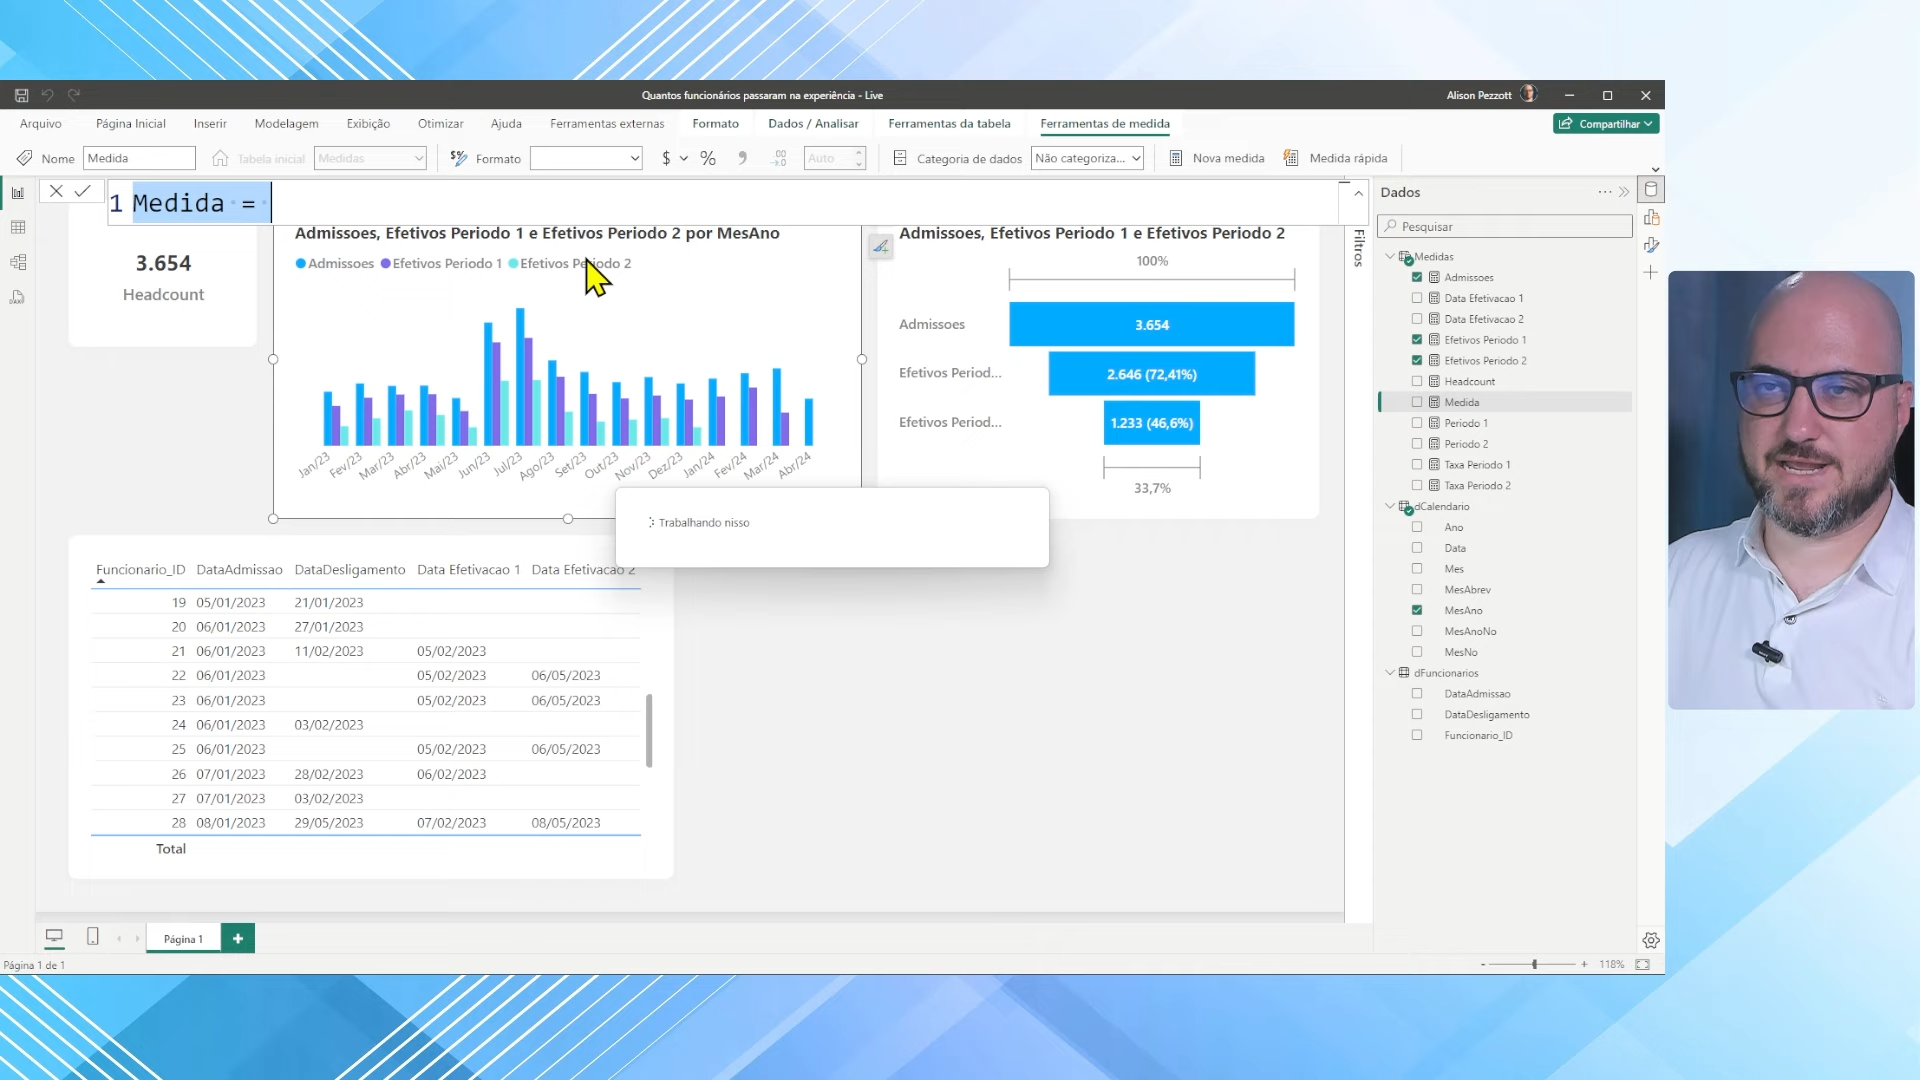 Quantos funcionários passaram na experiência - Live
Alison Pezzott
Arquivo Página Inicial Inserir Modelagem Exibição Otimizar Ajuda Ferramentas externas Formato Dados / Analisar Ferramentas da tabela Ferramentas de medida Compartilhar
Nome Medida Tabela inicial Medidas Formato $ % Auto Categoria de dados Não categoriza... Nova medida Medida rápida
1 Medida =
3.654
Headcount
Admissoes, Efetivos Periodo 1 e Efetivos Periodo 2 por MesAno
Admissoes Efetivos Periodo 1 Efetivos Periodo 2
Jan/23 Fev/23 Mar/23 Abr/23 Mai/23 Jun/23 Jul/23 Ago/23 Set/23 Out/23 Nov/23 Dez/23 Jan/24 Fev/24 Mar/24 Abr/24
Admissoes, Efetivos Periodo 1 e Efetivos Periodo 2
100%
Admissoes 3.654
Efetivos Period... 2.646 (72,41%)
Efetivos Period... 1.233 (46,6%)
33,7%
Trabalhando nisso
Funcionario_ID DataAdmissao DataDesligamento Data Efetivacao 1 Data Efetivacao 2
19 05/01/2023 21/01/2023
20 06/01/2023 27/01/2023
21 06/01/2023 11/02/2023 05/02/2023
22 06/01/2023 05/02/2023 06/05/2023
23 06/01/2023 05/02/2023 06/05/2023
24 06/01/2023 03/02/2023
25 06/01/2023 05/02/2023 06/05/2023
26 07/01/2023 28/02/2023 06/02/2023
27 07/01/2023 03/02/2023
28 08/01/2023 29/05/2023 07/02/2023 08/05/2023
Total
Filtros
Dados
Pesquisar
Medidas
Admissoes
Data Efetivacao 1
Data Efetivacao 2
Efetivos Periodo 1
Efetivos Periodo 2
Headcount
Medida
Periodo 1
Periodo 2
Taxa Periodo 1
Taxa Periodo 2
dCalendario
Ano
Data
Mes
MesAbrev
MesAno
MesAnoNo
MesNo
dFuncionarios
DataAdmissao
DataDesligamento
Funcionario_ID
Página 1
Página 1 de 1
- + 118%